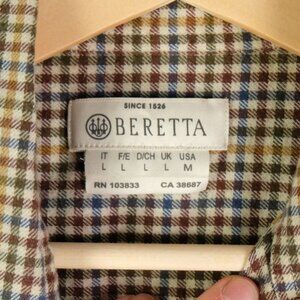 SINCE 1526
BERETTA
IT F/E D/CH UK USA
L L L L M
RN 103833 CA 38687